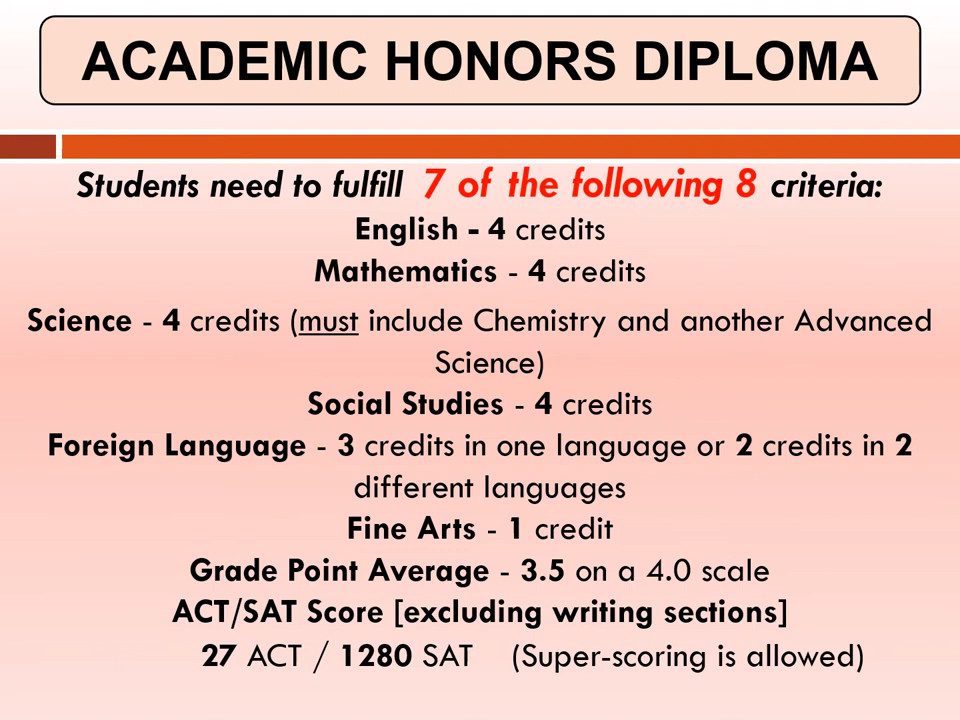 ACADEMIC HONORS DIPLOMA
Students need to fulfill 7 of the following 8 criteria:
English - 4 credits
Mathematics - 4 credits
Science - 4 credits (must include Chemistry and another Advanced
Science)
Social Studies - 4 credits
Foreign Language - 3 credits in one language or 2 credits in 2
different languages
Fine Arts - 1 credit
Grade Point Average - 3.5 on a 4.0 scale
ACT/SAT Score [excluding writing sections]
27 ACT / 1280 SAT (Super-scoring is allowed)